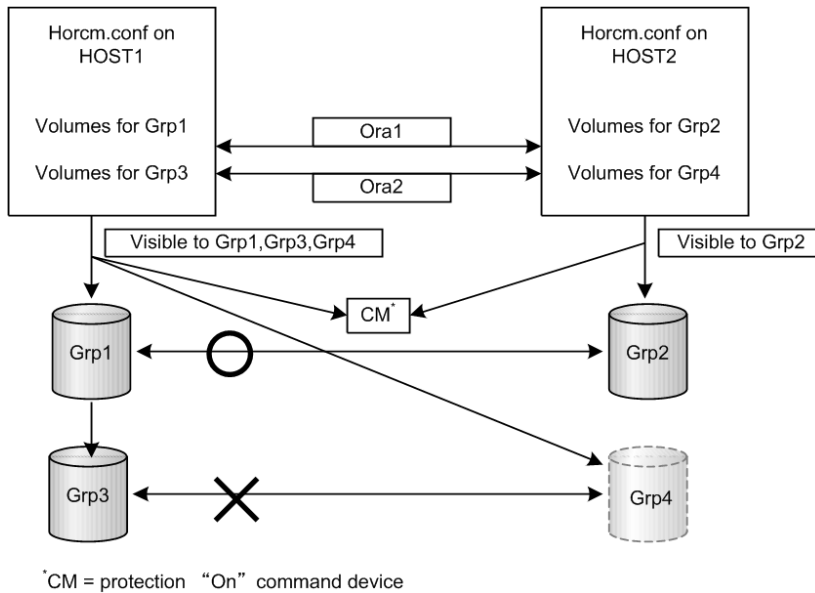 Horcm.conf on
HOST1
Horcm.conf on
HOST2
Volumes for Grp1
Ora1
Volumes for Grp2
Volumes for Grp3
Ora2
Volumes for Grp4
Visible to Grp1,Grp3,Grp4
Visible to Grp2
CM*
Grp1
Grp2
Grp3
Grp4
*CM = protection “On” command device